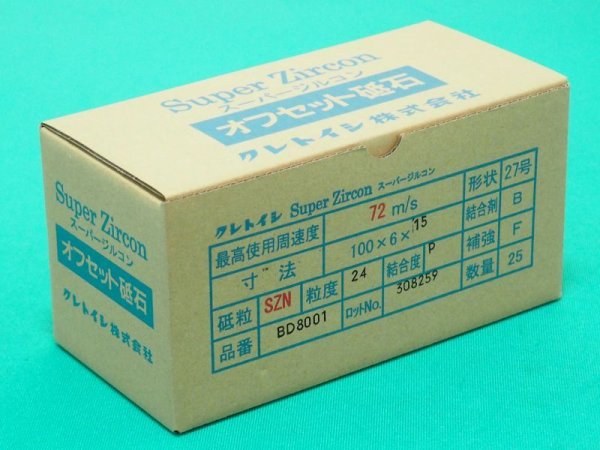 Super Zircon
スーパージルコン
オフセット砥石
クレトイシ株式会社
Super Zircon
スーパージルコン
オフセット砥石
クレトイシ株式会社
クレトイシ Super Zircon スーパージルコン
最高使用周速度 72 m/s 形状 27号
寸法 100×6×15 結合剤 B
砥粒 SZN 粒度 24 結合度 P 補強 F
品番 BD8001 ロットNo. 308259 数量 25